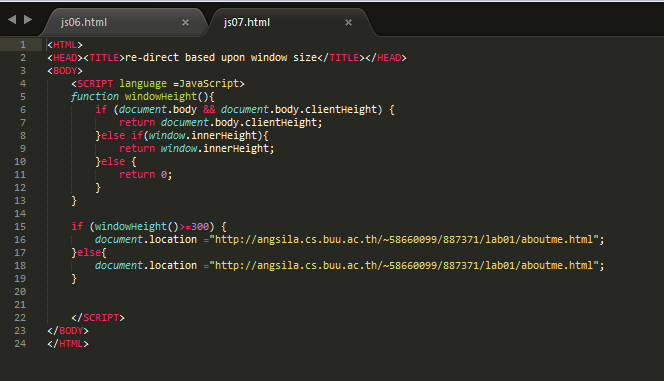 js06.html × js07.html ×
1 <HTML>
2 <HEAD><TITLE>re-direct based upon window size</TITLE></HEAD>
3 <BODY>
4 <SCRIPT language =JavaScript>
5 function windowHeight(){
6 if (document.body && document.body.clientHeight) {
7 return document.body.clientHeight;
8 }else if(window.innerHeight){
9 return window.innerHeight;
10 }else {
11 return 0;
12 }
13 }
14
15 if (windowHeight()>=300) {
16 document.location ="http://angsila.cs.buu.ac.th/~58660099/887371/lab01/aboutme.html";
17 }else{
18 document.location ="http://angsila.cs.buu.ac.th/~58660099/887371/lab01/aboutme.html";
19 }
20
21
22 </SCRIPT>
23 </BODY>
24 </HTML>